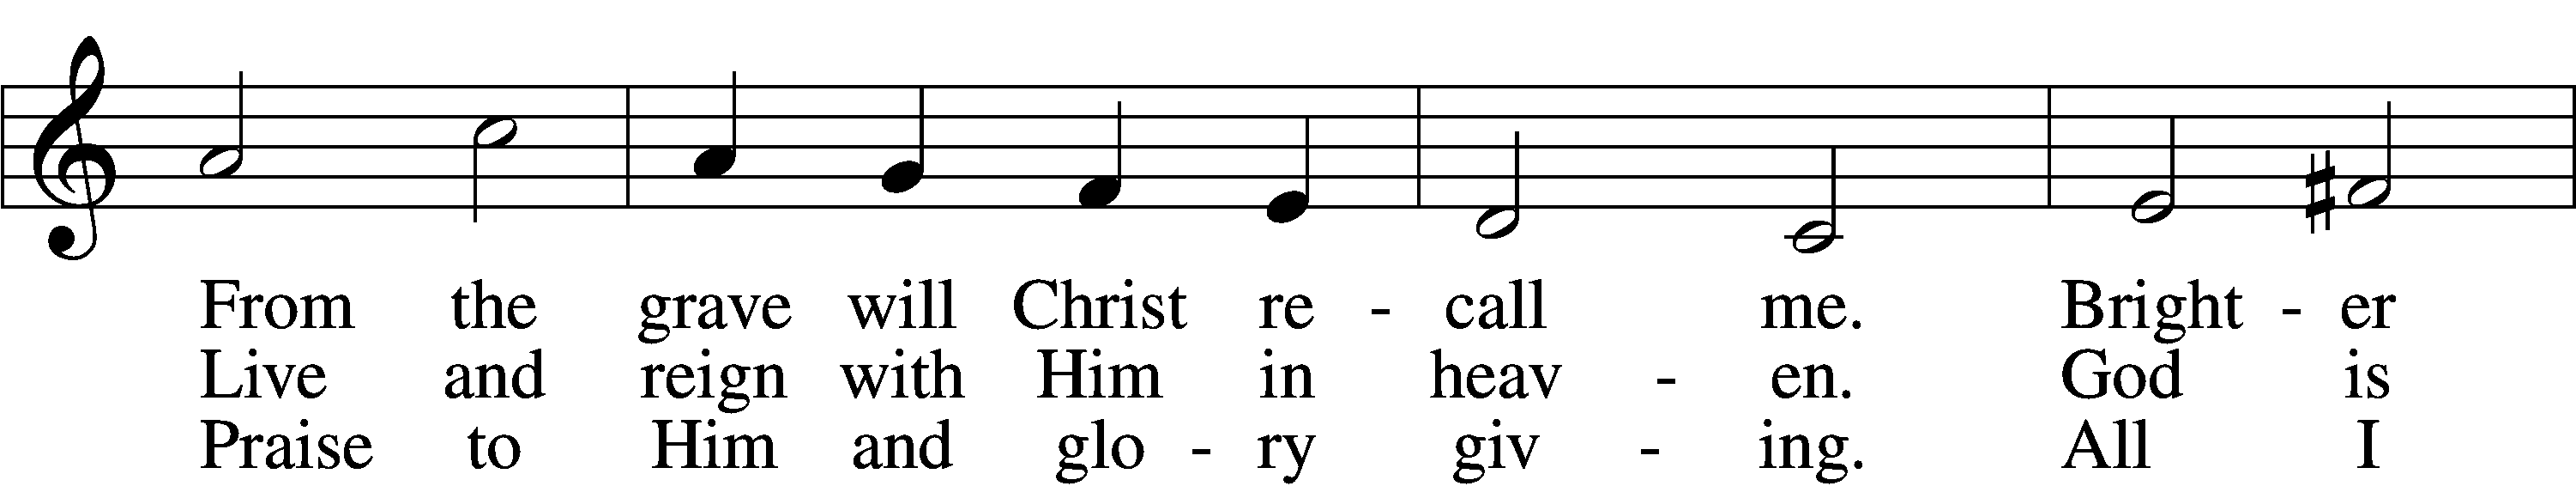 From the grave will Christ re - call me. Bright - er
Live and reign with Him in heav - en. God is
Praise to Him and glo - ry giv - ing. All I